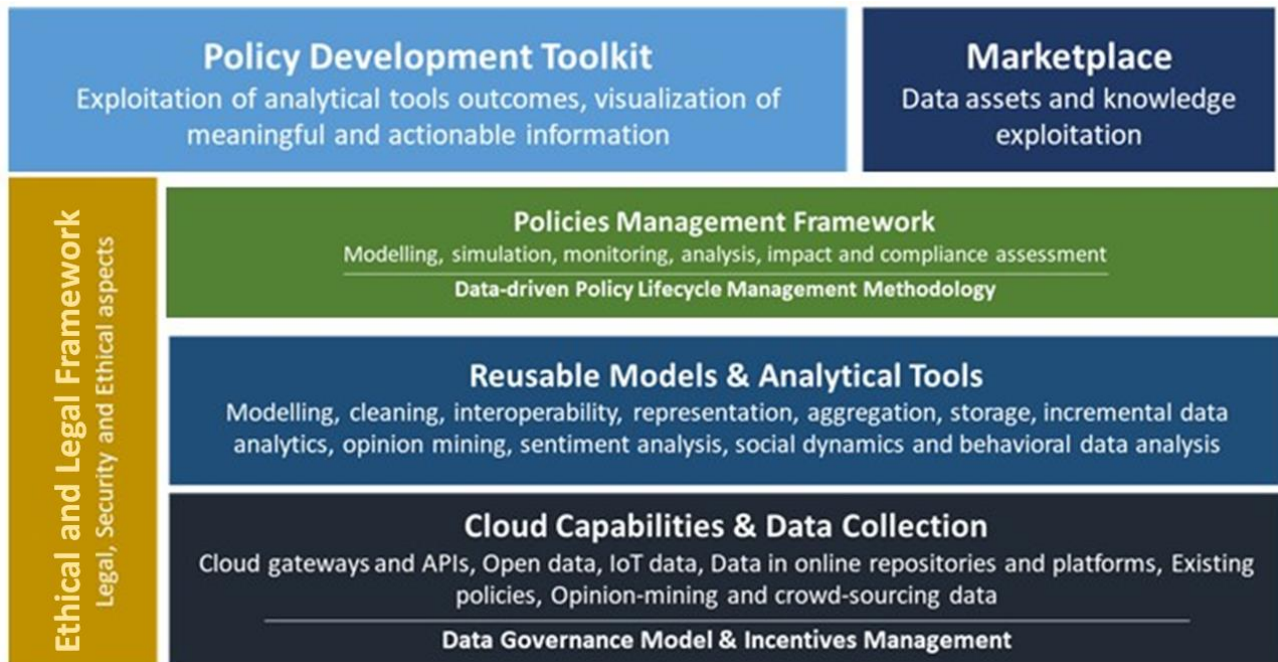 Policy Development Toolkit
Exploitation of analytical tools outcomes, visualization of
meaningful and actionable information
Marketplace
Data assets and knowledge
exploitation
Ethical and Legal Framework
Legal, Security and Ethical aspects
Policies Management Framework
Modelling, simulation, monitoring, analysis, impact and compliance assessment
Data-driven Policy Lifecycle Management Methodology
Reusable Models & Analytical Tools
Modelling, cleaning, interoperability, representation, aggregation, storage, incremental data
analytics, opinion mining, sentiment analysis, social dynamics and behavioral data analysis
Cloud Capabilities & Data Collection
Cloud gateways and APIs, Open data, IoT data, Data in online repositories and platforms, Existing
policies, Opinion-mining and crowd-sourcing data
Data Governance Model & Incentives Management